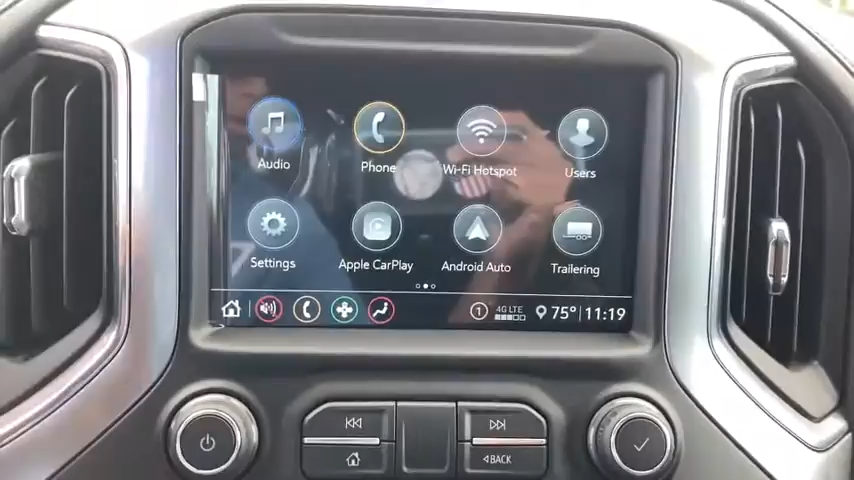 Audio
Phone
Wi-Fi Hotspot
Users
Settings
Apple CarPlay
Android Auto
Trailering
1
4G LTE
75°
11:19
BACK